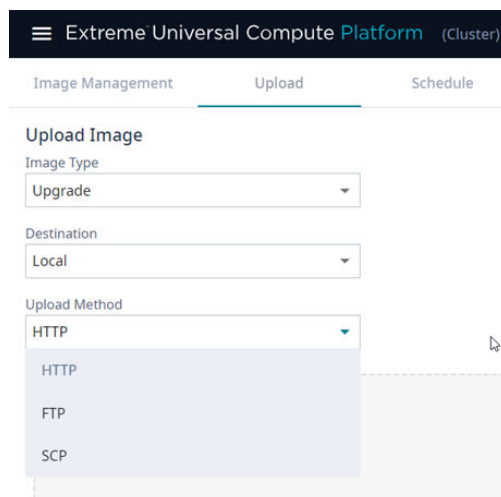 Extreme Universal Compute Platform (Cluster)
Image Management Upload Schedule
Upload Image
Image Type
Upgrade
Destination
Local
Upload Method
HTTP
HTTP
FTP
SCP